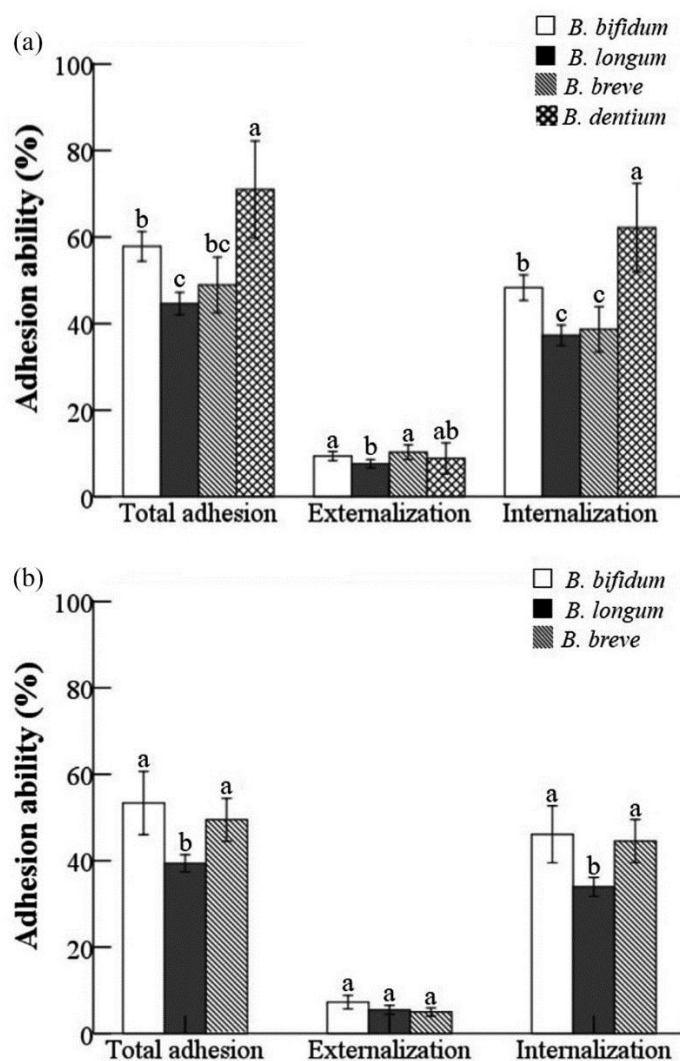 (a)
B. bifidum
B. longum
B. breve
B. dentium
Adhesion ability (%)
100
80
60
40
20
0
b
c
bc
a
a
b
a
ab
b
c
c
a
Total adhesion
Externalization
Internalization
(b)
B. bifidum
B. longum
B. breve
Adhesion ability (%)
100
80
60
40
20
0
a
b
a
a
a
a
a
b
a
Total adhesion
Externalization
Internalization